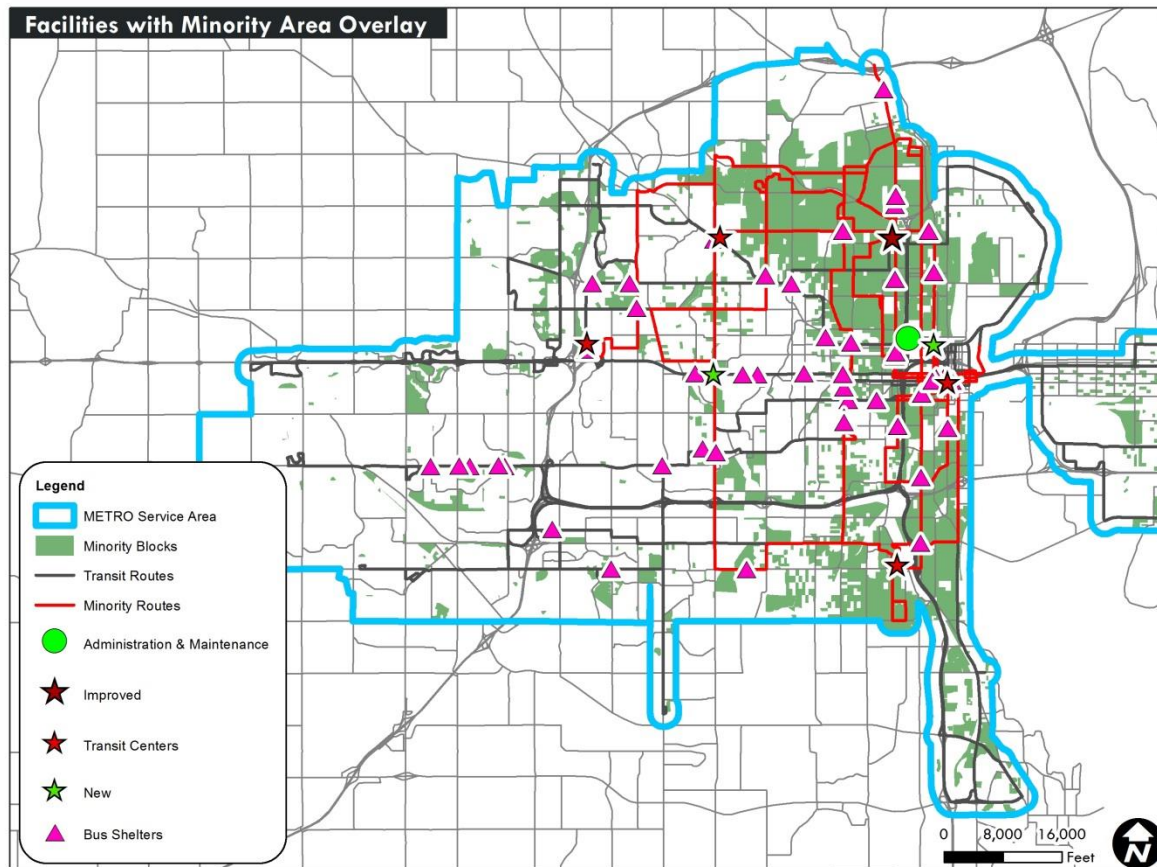 Facilities with Minority Area Overlay
Legend
METRO Service Area
Minority Blocks
Transit Routes
Minority Routes
Administration & Maintenance
Improved
Transit Centers
New
Bus Shelters
0 8,000 16,000
Feet
N